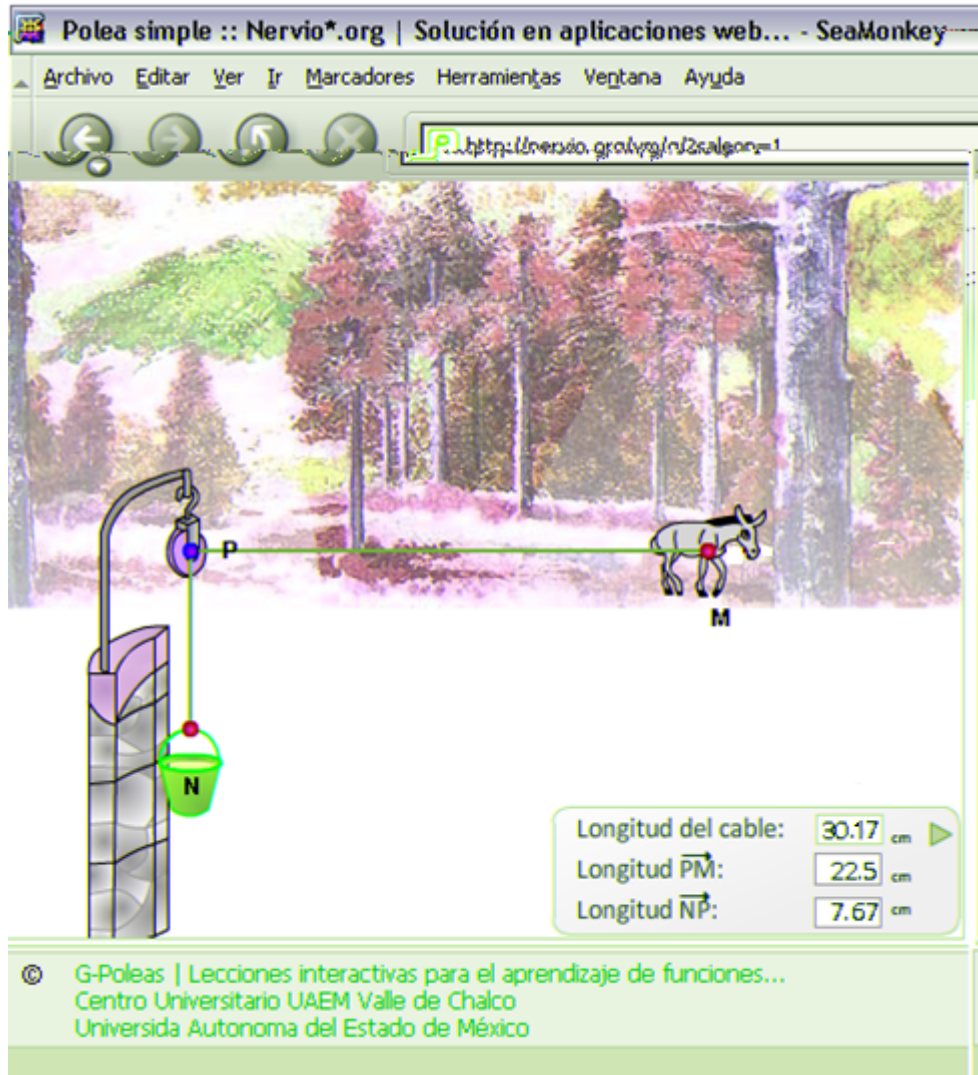 Polea simple :: Nervio*.org | Solución en aplicaciones web... - SeaMonkey
Archivo Editar Ver Ir Marcadores Herramientas Ventana Ayuda
P
M
N
Longitud del cable: 30.17 cm
Longitud PM: 22.5 cm
Longitud NP: 7.67 cm
© G-Poleas | Lecciones interactivas para el aprendizaje de funciones...
Centro Universitario UAEM Valle de Chalco
Universida Autonoma del Estado de México